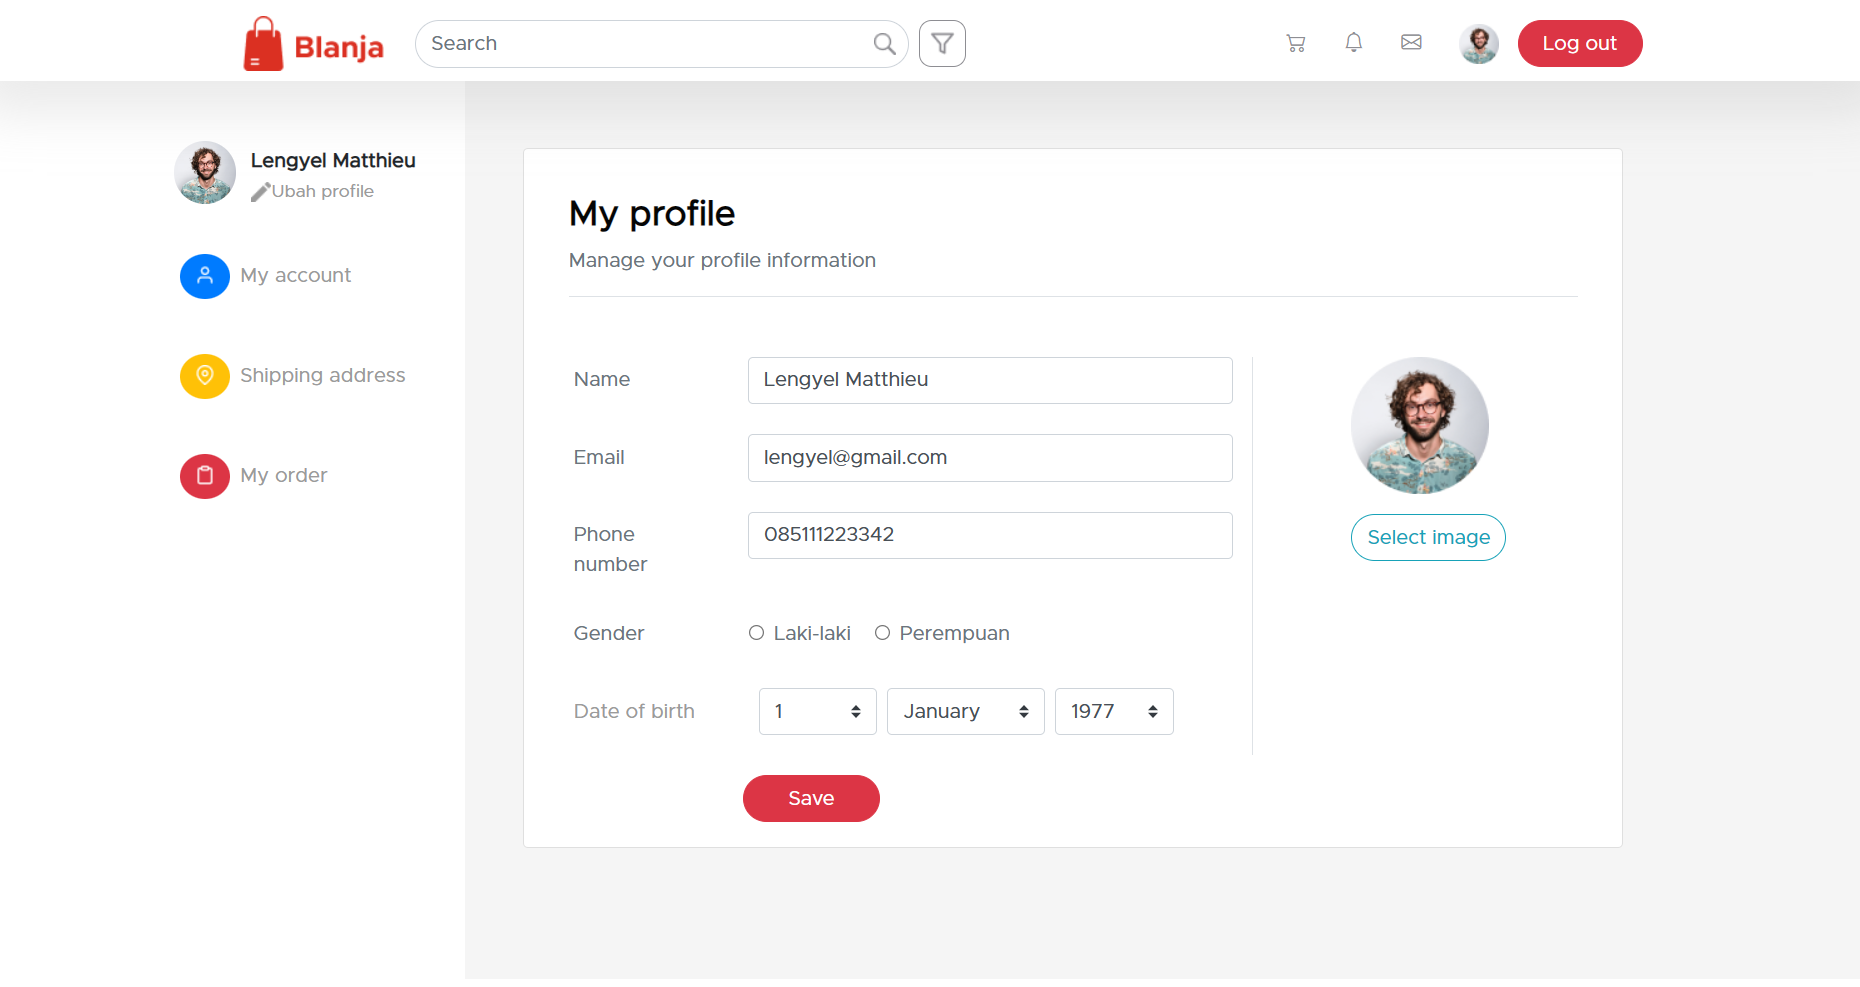 Blanja
Search
Log out
Lengyel Matthieu
Ubah profile
My account
Shipping address
My order
My profile
Manage your profile information
Name
Lengyel Matthieu
Email
lengyel@gmail.com
Phone
number
085111223342
Gender
Laki-laki
Perempuan
Date of birth
1
January
1977
Select image
Save